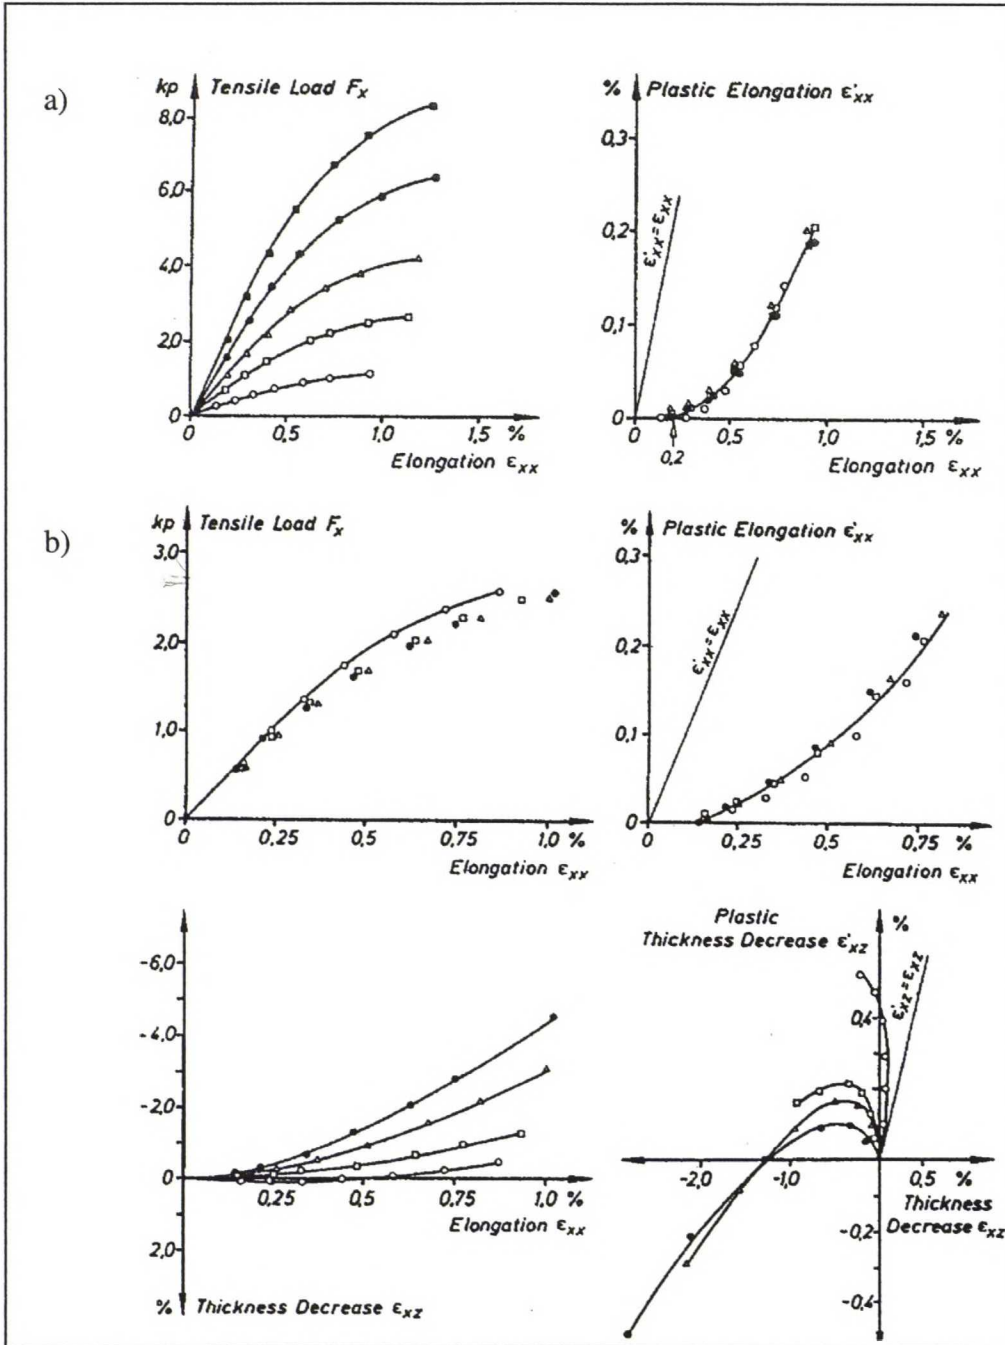 a)
kp Tensile Load Fx
8,0
6,0
4,0
2,0
0
0 0,5 1,0 %
Elongation εxx
% Plastic Elongation ε'xx
0,3
0,2
0,1
0
ε'xx = εxx
0 0,5 1,0 1,5 %
0,2
Elongation εxx
b)
kp Tensile Load Fx
3,0
2,0
1,0
0
0 0,25 0,5 0,75 1,0 %
Elongation εxx
% Plastic Elongation ε'xx
0,3
0,2
0,1
0
ε'xx = εxx
0 0,25 0,5 0,75 %
Elongation εxx
-6,0
-4,0
-2,0
0
2,0
0,25 0,5 0,75 1,0 %
Elongation εxx
% Thickness Decrease εxz
Plastic
Thickness Decrease ε'xz
%
ε'xz = εxz
0,4
-2,0 -1,0 0,5 %
Thickness
Decrease εxz
-0,2
-0,4